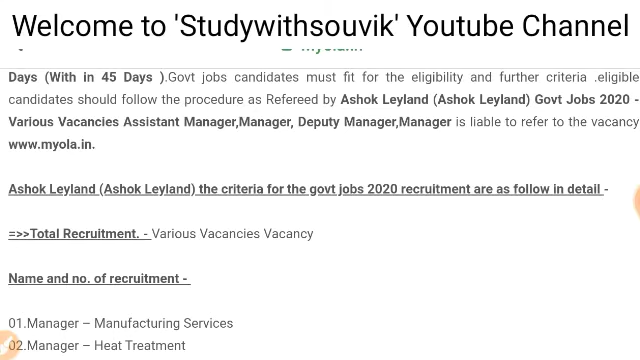 Welcome to 'Studywithsouvik' Youtube Channel
Days (With in 45 Days ).Govt jobs candidates must fit for the eligibility and further criteria .eligible
candidates should follow the procedure as Refereed by Ashok Leyland (Ashok Leyland) Govt Jobs 2020 -
Various Vacancies Assistant Manager,Manager, Deputy Manager,Manager is liable to refer to the vacancy
www.myola.in.
Ashok Leyland (Ashok Leyland) the criteria for the govt jobs 2020 recruitment are as follow in detail -
=>>Total Recruitment. - Various Vacancies Vacancy
Name and no. of recruitment -
01.Manager – Manufacturing Services
02.Manager – Heat Treatment